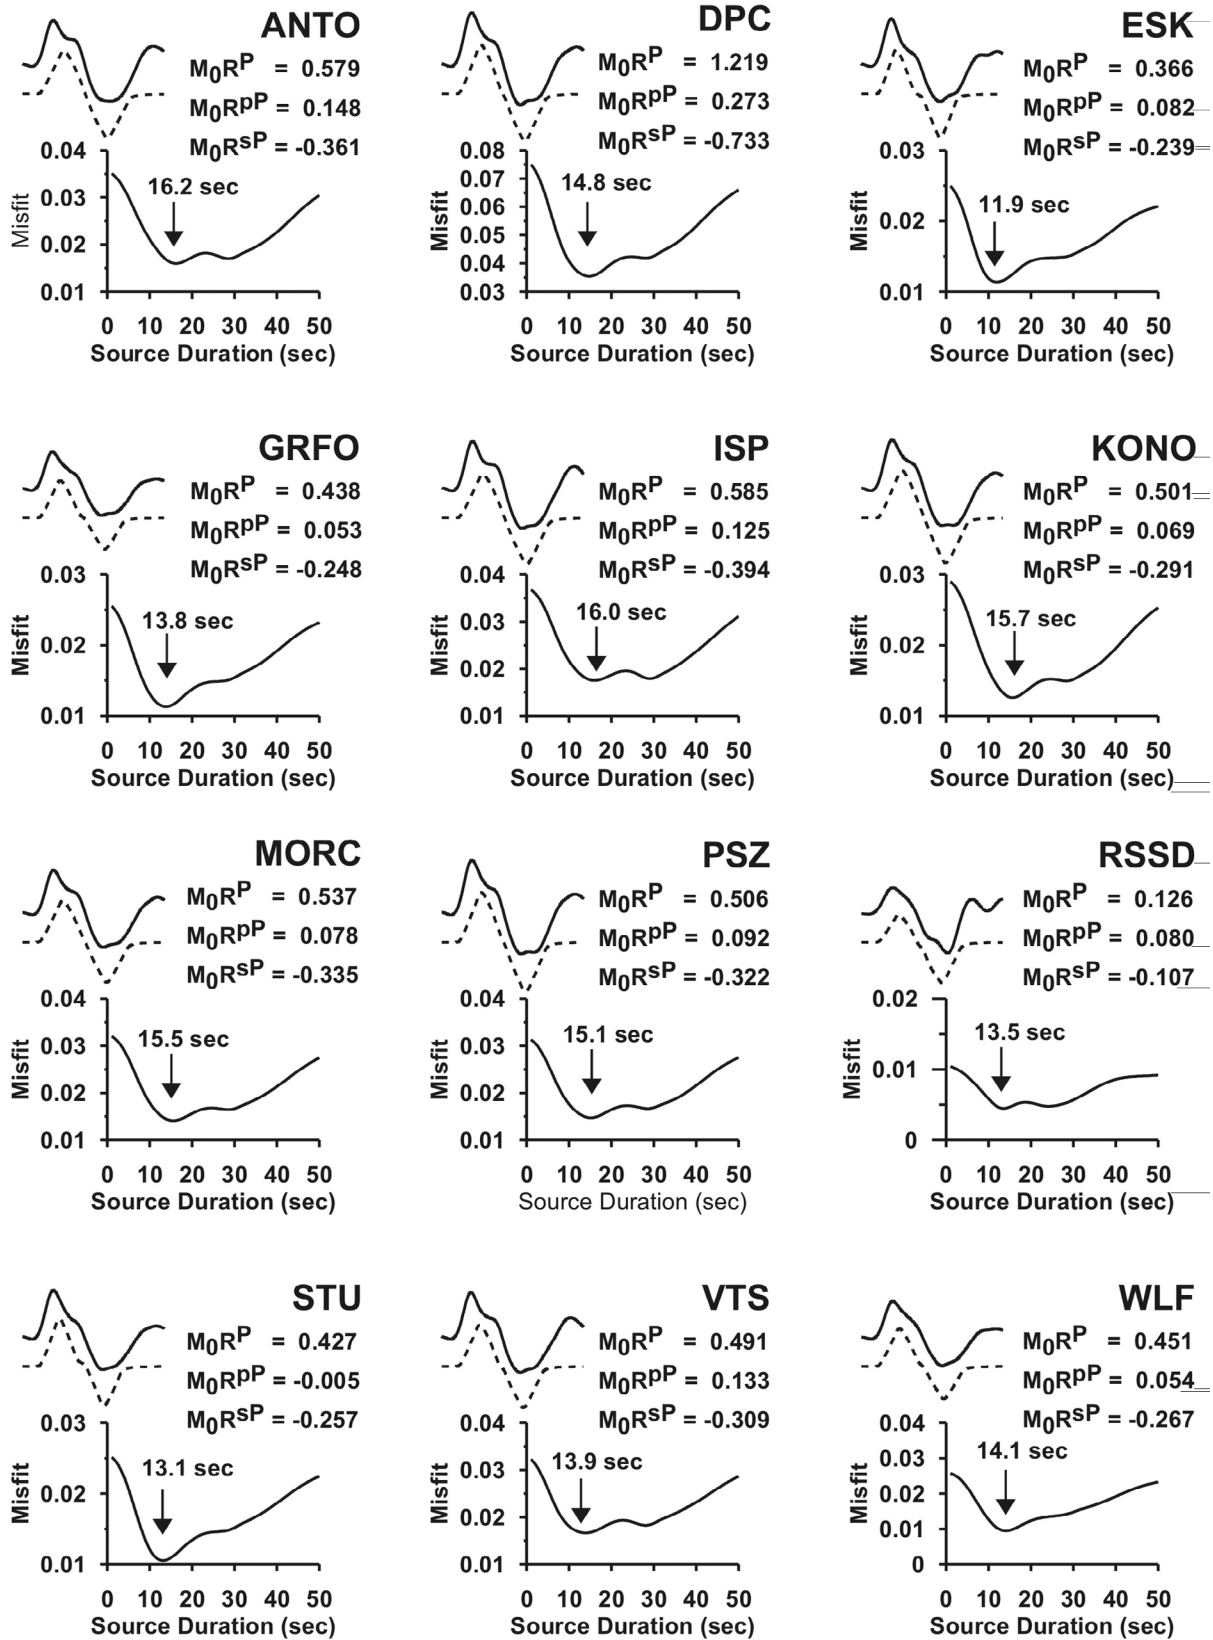 ANTO
M0RP = 0.579
M0RpP = 0.148
M0RsP = -0.361
0.04
0.03
0.02
0.01
Misfit
16.2 sec
0 10 20 30 40 50
Source Duration (sec)
DPC
M0RP = 1.219
M0RpP = 0.273
M0RsP = -0.733
0.08
0.07
0.06
0.05
0.04
0.03
Misfit
14.8 sec
0 10 20 30 40 50
Source Duration (sec)
ESK
M0RP = 0.366
M0RpP = 0.082
M0RsP = -0.239
0.03
0.02
0.01
Misfit
11.9 sec
0 10 20 30 40 50
Source Duration (sec)
GRFO
M0RP = 0.438
M0RpP = 0.053
M0RsP = -0.248
0.03
0.02
0.01
Misfit
13.8 sec
0 10 20 30 40 50
Source Duration (sec)
ISP
M0RP = 0.585
M0RpP = 0.125
M0RsP = -0.394
0.04
0.03
0.02
0.01
Misfit
16.0 sec
0 10 20 30 40 50
Source Duration (sec)
KONO
M0RP = 0.501
M0RpP = 0.069
M0RsP = -0.291
0.03
0.02
0.01
Misfit
15.7 sec
0 10 20 30 40 50
Source Duration (sec)
MORC
M0RP = 0.537
M0RpP = 0.078
M0RsP = -0.335
0.04
0.03
0.02
0.01
Misfit
15.5 sec
0 10 20 30 40 50
Source Duration (sec)
PSZ
M0RP = 0.506
M0RpP = 0.092
M0RsP = -0.322
0.04
0.03
0.02
0.01
Misfit
15.1 sec
0 10 20 30 40 50
Source Duration (sec)
RSSD
M0RP = 0.126
M0RpP = 0.080
M0RsP = -0.107
0.02
0.01
0
Misfit
13.5 sec
0 10 20 30 40 50
Source Duration (sec)
STU
M0RP = 0.427
M0RpP = -0.005
M0RsP = -0.257
0.03
0.02
0.01
Misfit
13.1 sec
0 10 20 30 40 50
Source Duration (sec)
VTS
M0RP = 0.491
M0RpP = 0.133
M0RsP = -0.309
0.04
0.03
0.02
0.01
Misfit
13.9 sec
0 10 20 30 40 50
Source Duration (sec)
WLF
M0RP = 0.451
M0RpP = 0.054
M0RsP = -0.267
0.04
0.03
0.02
0.01
0
Misfit
14.1 sec
0 10 20 30 40 50
Source Duration (sec)